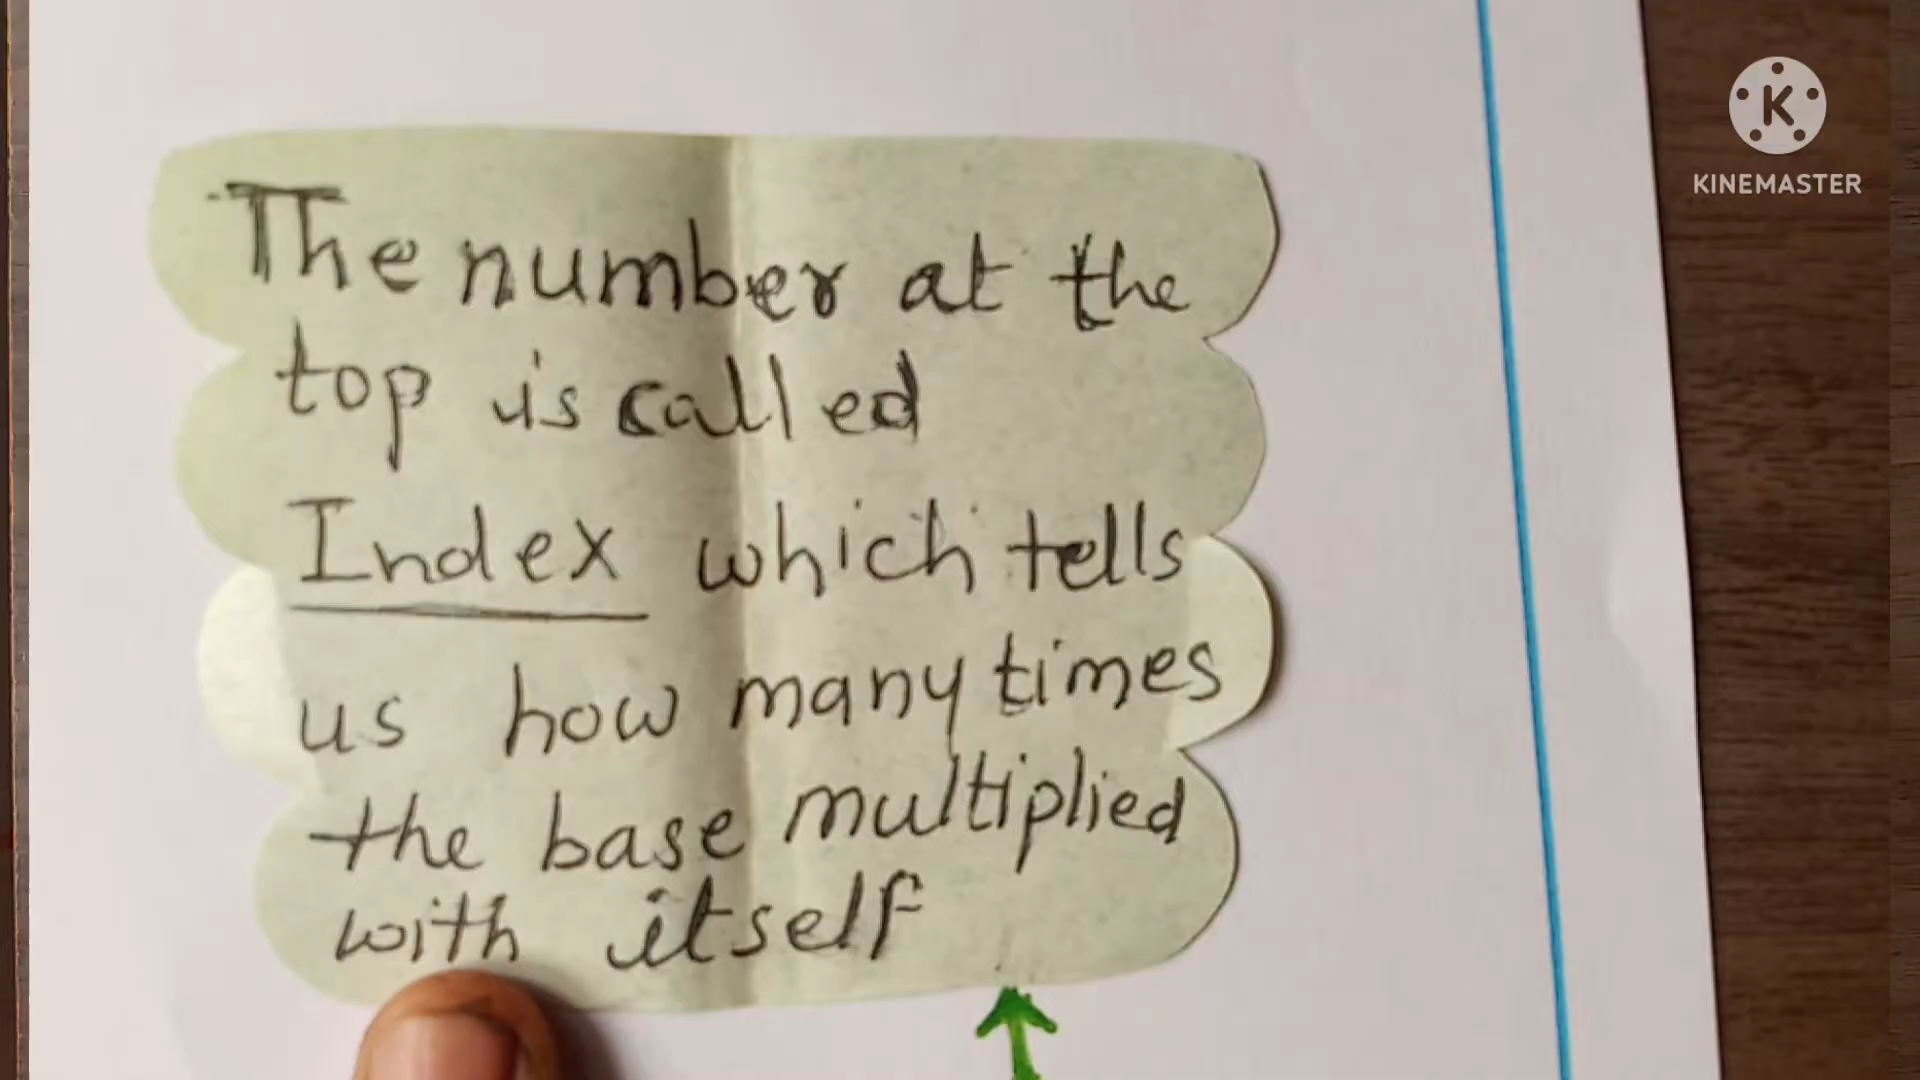 The number at the
top is called
Index which tells
us how many times
the base multiplied
with itself
KINEMASTER